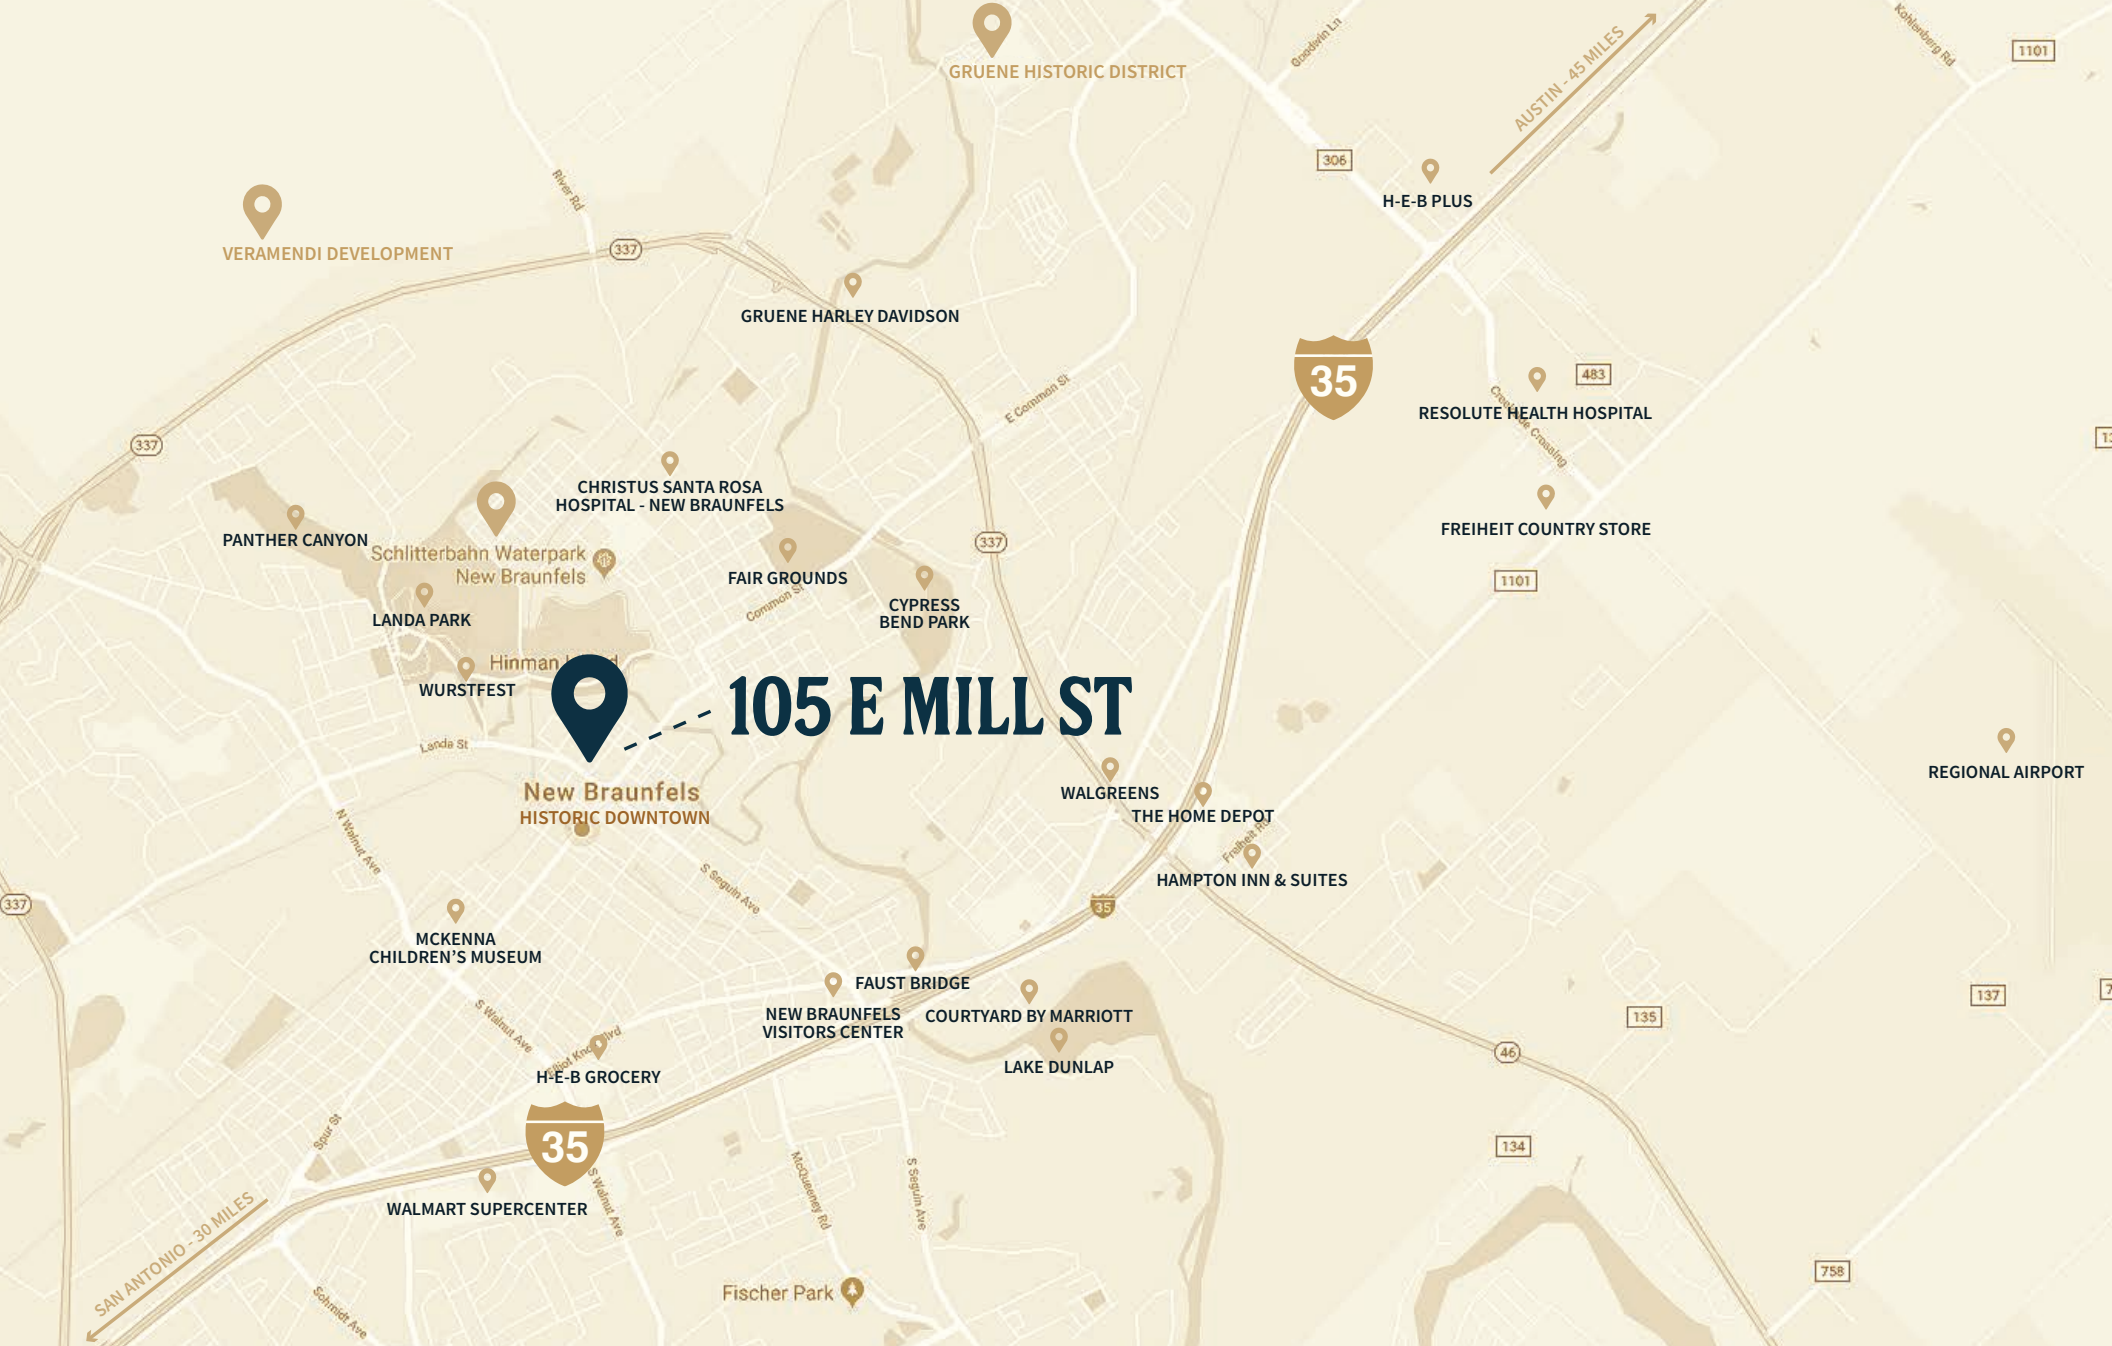 GRUENE HISTORIC DISTRICT
Goodwin Ln
AUSTIN - 45 MILES
Kohlenberg Rd
1101
306
H-E-B PLUS
River Rd
VERAMENDI DEVELOPMENT
337
GRUENE HARLEY DAVIDSON
35
E Common St
483
RESOLUTE HEALTH HOSPITAL
Crossing
337
CHRISTUS SANTA ROSA
HOSPITAL - NEW BRAUNFELS
PANTHER CANYON
Schlitterbahn Waterpark
New Braunfels
FAIR GROUNDS
Common St
CYPRESS
BEND PARK
337
FREIHEIT COUNTRY STORE
1101
LANDA PARK
Hinman
WURSTFEST
105 E MILL ST
Landa St
New Braunfels
HISTORIC DOWNTOWN
WALGREENS
THE HOME DEPOT
Freiheit Rd
HAMPTON INN & SUITES
REGIONAL AIRPORT
N Walnut Ave
S Seguin Ave
337
35
MCKENNA
CHILDREN'S MUSEUM
FAUST BRIDGE
NEW BRAUNFELS
VISITORS CENTER
COURTYARD BY MARRIOTT
LAKE DUNLAP
S Walnut Ave
H-E-B GROCERY
137
135
46
134
Spur St
35
WALMART SUPERCENTER
S Walnut Ave
McQueeney Rd
S Seguin Ave
SAN ANTONIO - 30 MILES
Schmidt Ave
Fischer Park
758